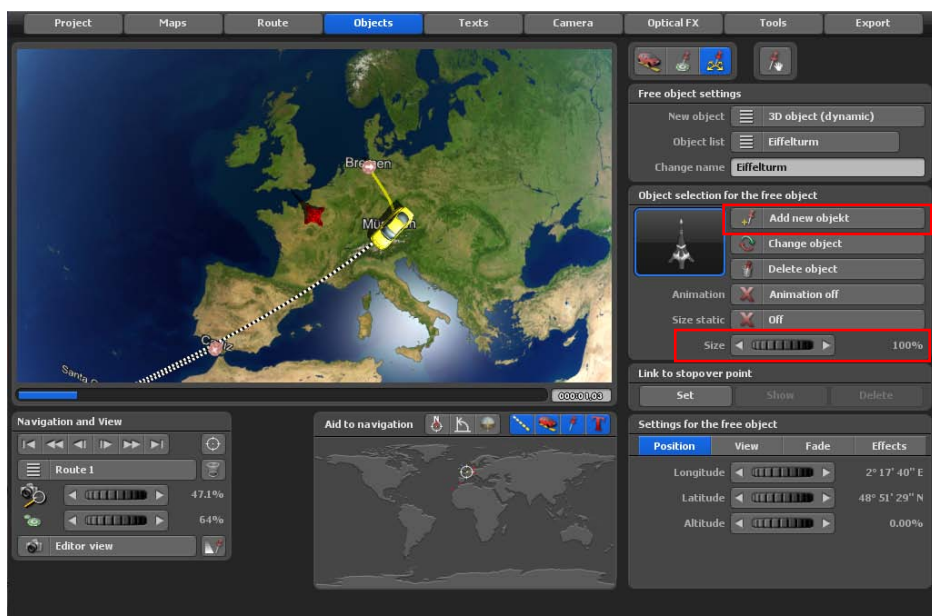 Project Maps Route Objects Texts Camera Optical FX Tools Export
Free object settings
New object 3D object (dynamic)
Object list Eiffelturm
Change name Eiffelturm
Object selection for the free object
Add new objekt
Change object
Delete object
Animation Animation off
Size static Off
Size 100%
Link to stopover point
Set Show Delete
Settings for the free object
Position View Fade Effects
Longitude 2° 17' 40" E
Latitude 48° 51' 29" N
Altitude 0.00%
Bremen
Santa
000:01,03
Navigation and View
Route 1
47.1%
64%
Editor view
Aid to navigation